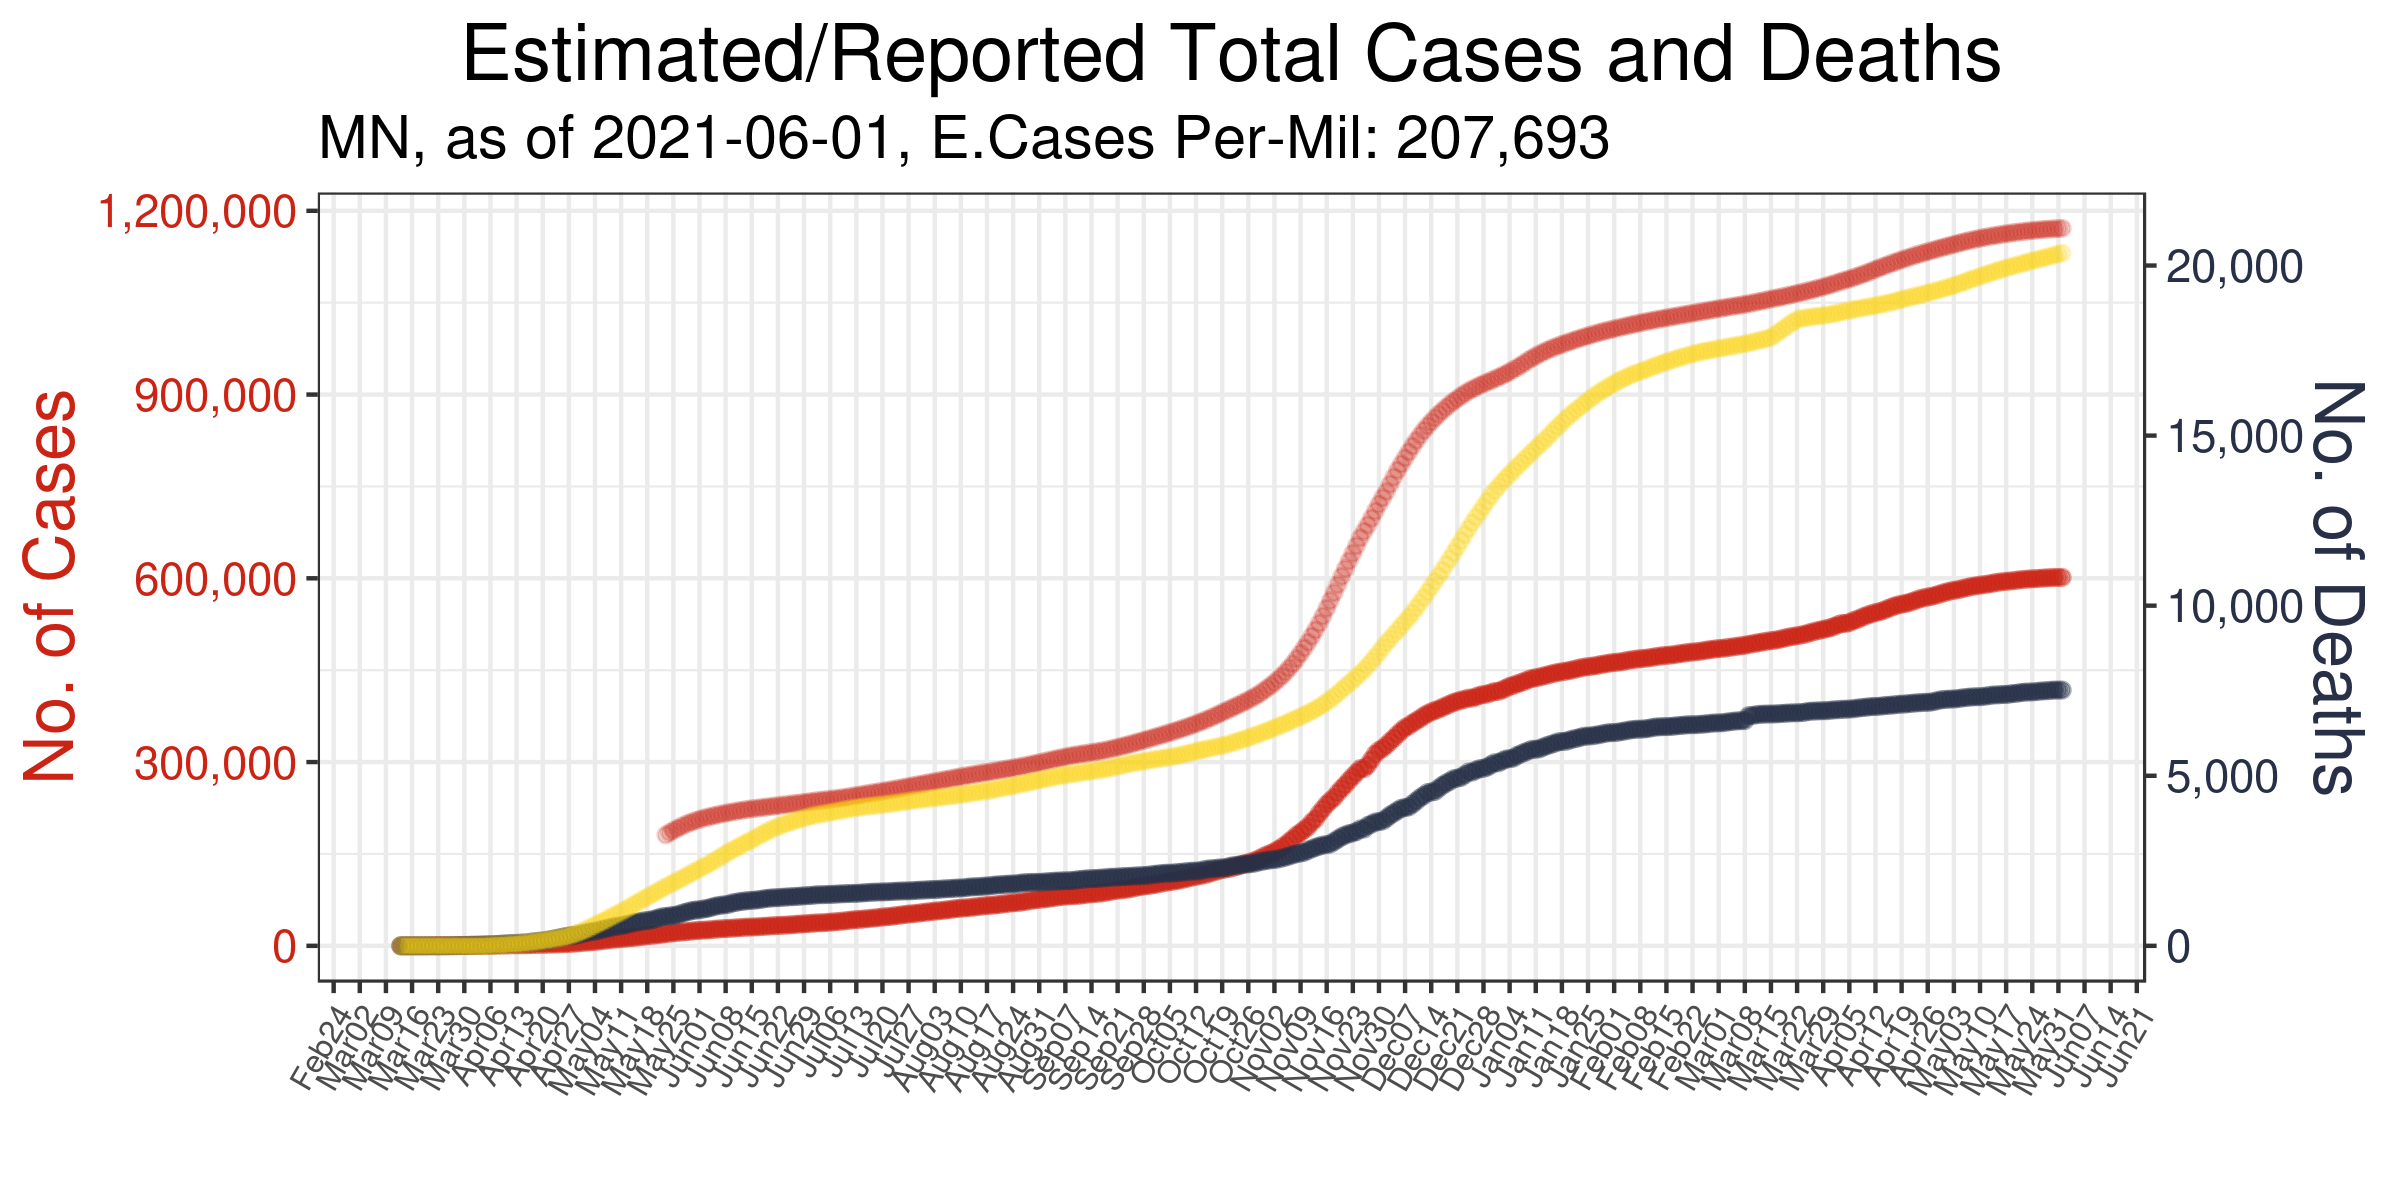 Estimated/Reported Total Cases and Deaths
MN, as of 2021-06-01, E.Cases Per-Mil: 207,693
No. of Cases
1,200,000
900,000
600,000
300,000
0
20,000
15,000
10,000
5,000
0
No. of Deaths
Feb24
Mar02
Mar09
Mar16
Mar23
Mar30
Apr06
Apr13
Apr20
Apr27
May04
May11
May18
May25
Jun01
Jun08
Jun15
Jun22
Jun29
Jul06
Jul13
Jul20
Jul27
Aug03
Aug10
Aug17
Aug24
Aug31
Sep07
Sep14
Sep21
Sep28
Oct05
Oct12
Oct19
Oct26
Nov02
Nov09
Nov16
Nov23
Nov30
Dec07
Dec14
Dec21
Dec28
Jan04
Jan11
Jan18
Jan25
Feb01
Feb08
Feb15
Feb22
Mar01
Mar08
Mar15
Mar22
Mar29
Apr05
Apr12
Apr19
Apr26
May03
May10
May17
May24
May31
Jun07
Jun14
Jun21